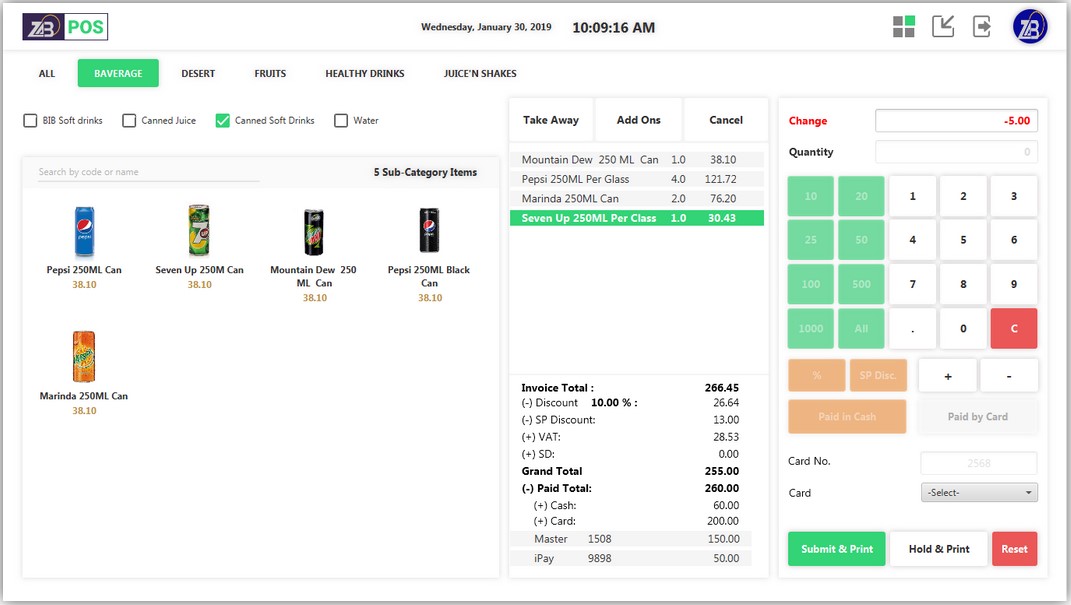 ZB POS
Wednesday, January 30, 2019 10:09:16 AM
ZB
ALL BAVERAGE DESERT FRUITS HEALTHY DRINKS JUICE'N SHAKES
BIB Soft drinks Canned Juice Canned Soft Drinks Water
Search by code or name 5 Sub-Category Items
Pepsi 250ML Can
38.10
Seven Up 250M Can
38.10
Mountain Dew 250
ML Can
38.10
Pepsi 250ML Black
Can
38.10
Marinda 250ML Can
38.10
Take Away Add Ons Cancel
Mountain Dew 250 ML Can 1.0 38.10
Pepsi 250ML Per Glass 4.0 121.72
Marinda 250ML Can 2.0 76.20
Seven Up 250ML Per Class 1.0 30.43
Invoice Total : 266.45
(-) Discount 10.00 % : 26.64
(-) SP Discount: 13.00
(+) VAT: 28.53
(+) SD: 0.00
Grand Total 255.00
(-) Paid Total: 260.00
(+) Cash: 60.00
(+) Card: 200.00
Master 1508 150.00
iPay 9898 50.00
Change -5.00
Quantity 0
10 20 1 2 3
25 50 4 5 6
100 500 7 8 9
1000 All . 0 C
% SP Disc. + -
Paid in Cash Paid by Card
Card No. 2568
Card -Select-
Submit & Print Hold & Print Reset